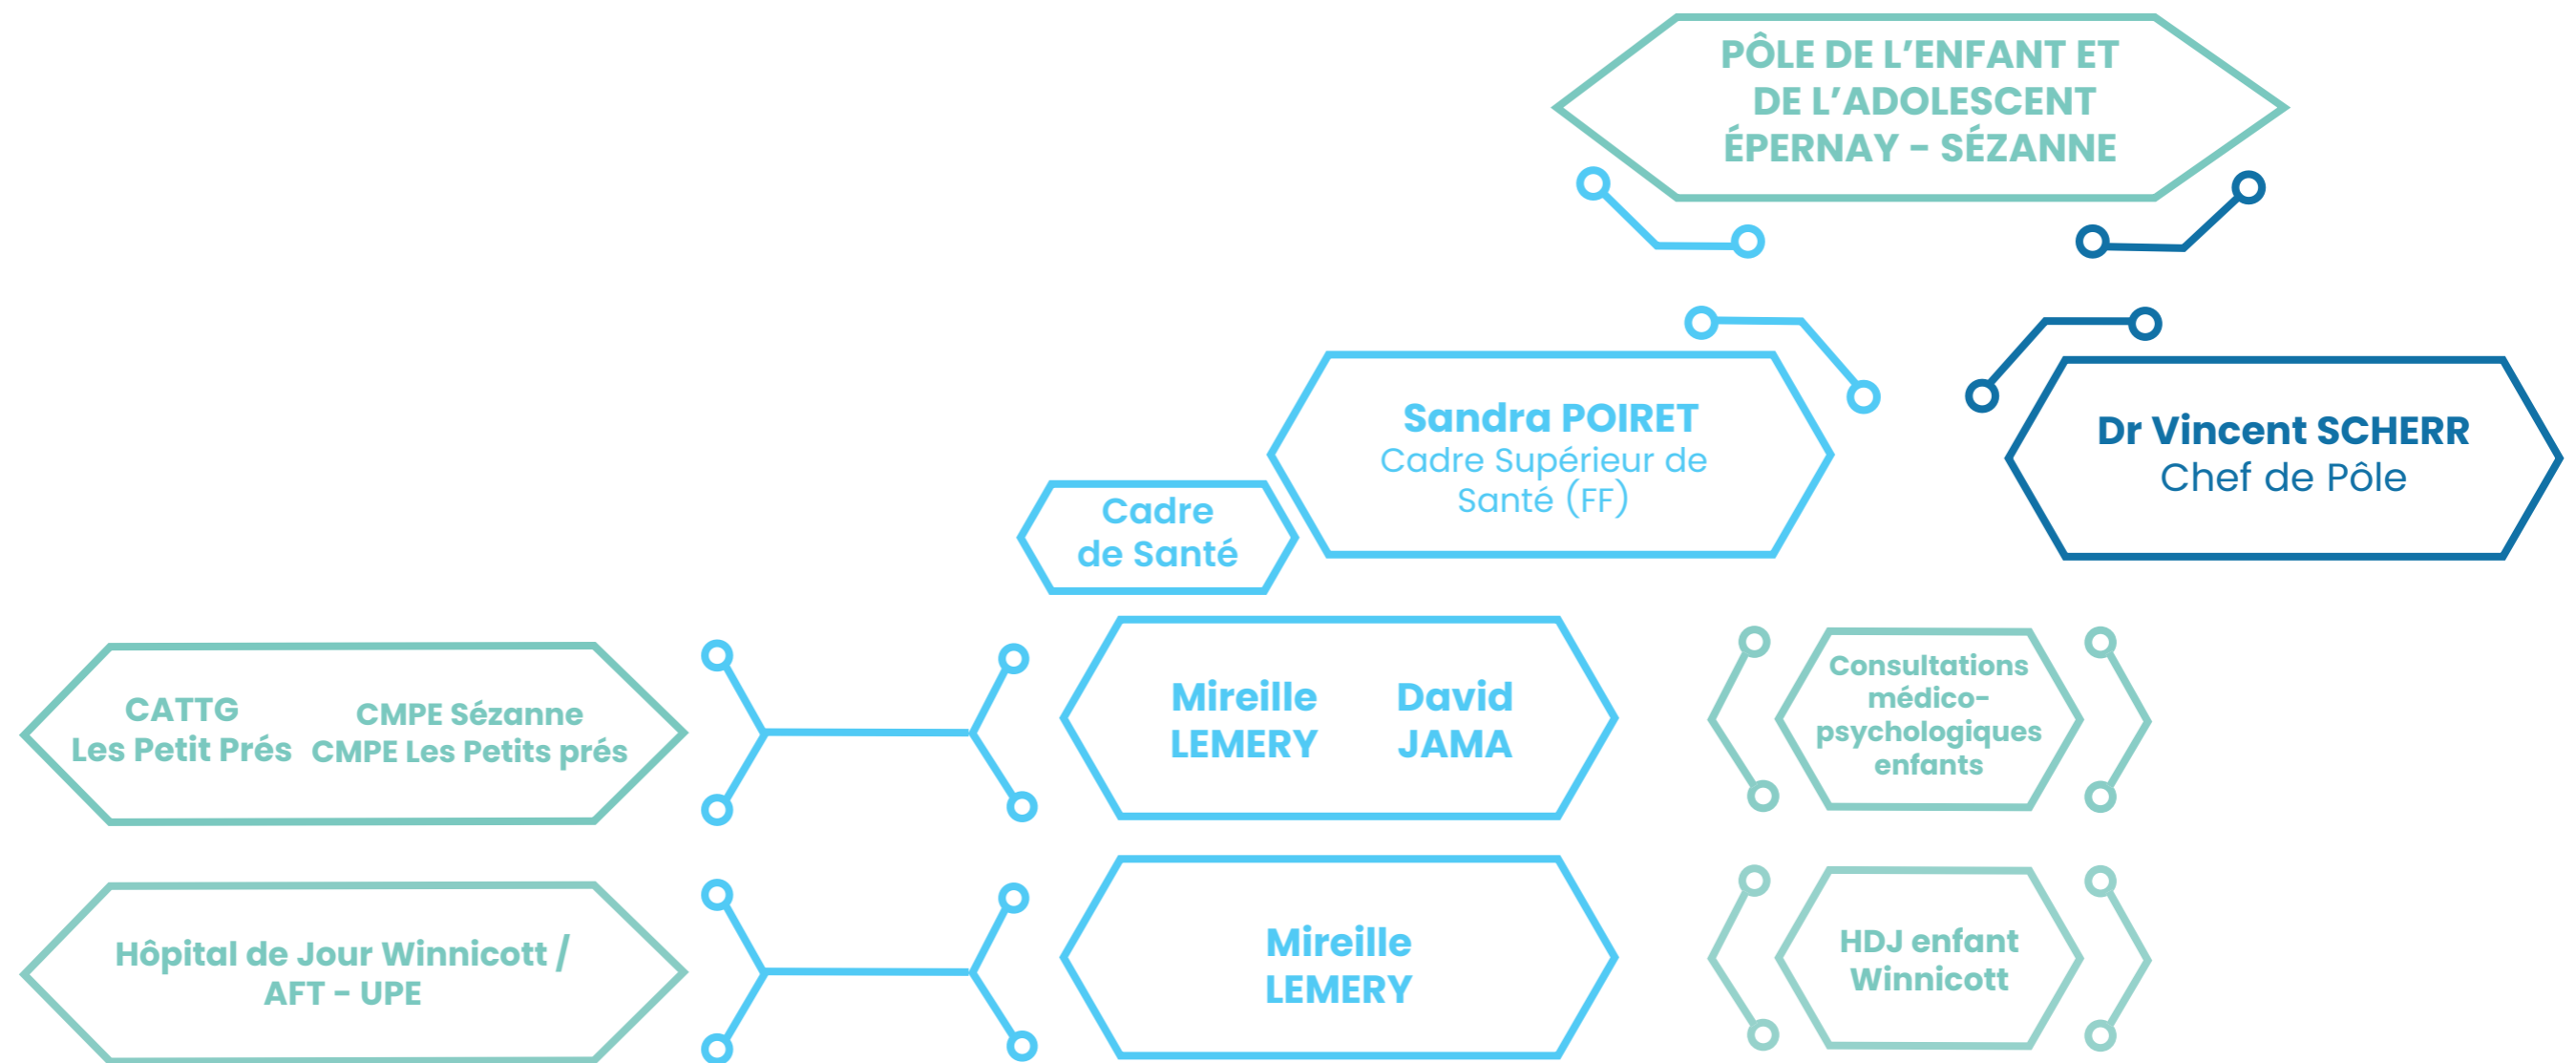 PÔLE DE L’ENFANT ET
DE L’ADOLESCENT
ÉPERNAY - SÉZANNE
Sandra POIRET
Cadre Supérieur de
Santé (FF)
Dr Vincent SCHERR
Chef de Pôle
Cadre
de Santé
CATTG
Les Petit Prés
CMPE Sézanne
CMPE Les Petits prés
Mireille
LEMERY
David
JAMA
Consultations
médico-
psychologiques
enfants
Hôpital de Jour Winnicott /
AFT - UPE
Mireille
LEMERY
HDJ enfant
Winnicott